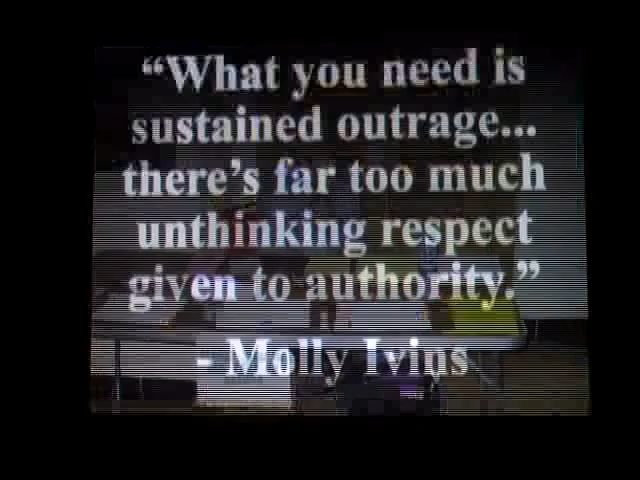 “What you need is
sustained outrage...
there’s far too much
unthinking respect
given to authority.”
- Molly Ivins